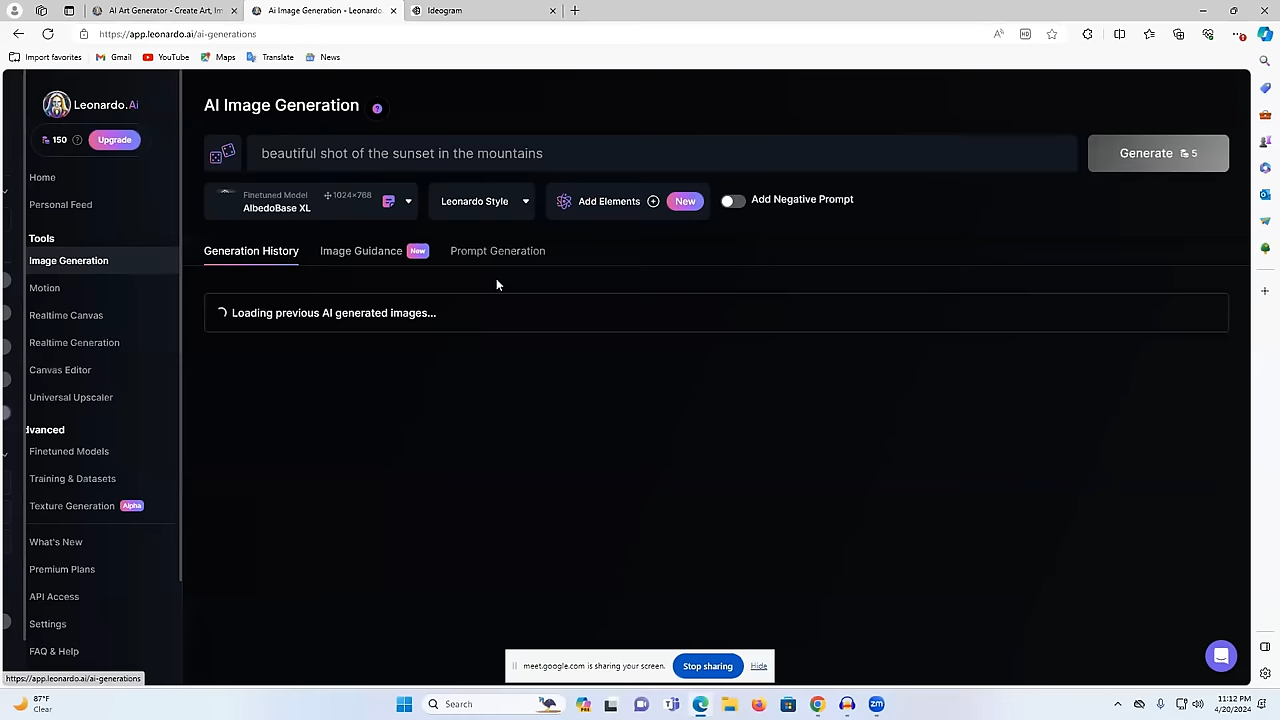 AI Art Generator - Create Art, Im
Ai Image Generation - Leonardo.
Ideogram
https://app.leonardo.ai/ai-generations
Import favorites
Gmail
YouTube
Maps
Translate
News
Leonardo.Ai
150
Upgrade
Home
Personal Feed
Tools
Image Generation
Motion
Realtime Canvas
Realtime Generation
Canvas Editor
Universal Upscaler
dvanced
Finetuned Models
Training & Datasets
Texture Generation Alpha
What's New
Premium Plans
API Access
Settings
FAQ & Help
https://app.leonardo.ai/ai-generations
AI Image Generation
beautiful shot of the sunset in the mountains
Generate 5
Finetuned Model 1024×768
AlbedoBase XL
Leonardo Style
Add Elements New
Add Negative Prompt
Generation History
Image Guidance New
Prompt Generation
Loading previous AI generated images...
meet.google.com is sharing your screen.
Stop sharing
Hide
87°F
Clear
Search
11:12 PM
4/20/2024